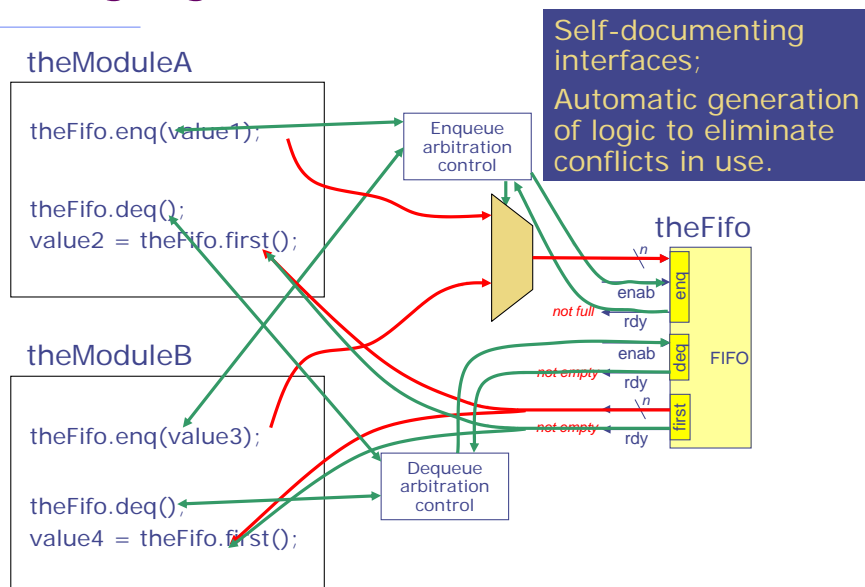 Self-documenting
interfaces;
Automatic generation
of logic to eliminate
conflicts in use.
theModuleA
theFifo.enq(value1);
theFifo.deq();
value2 = theFifo.first();
Enqueue
arbitration
control
theFifo
n
enab
not full
rdy
enq
enab
not empty
rdy
deq
n
not empty
rdy
first
FIFO
theModuleB
theFifo.enq(value3);
theFifo.deq();
value4 = theFifo.first();
Dequeue
arbitration
control